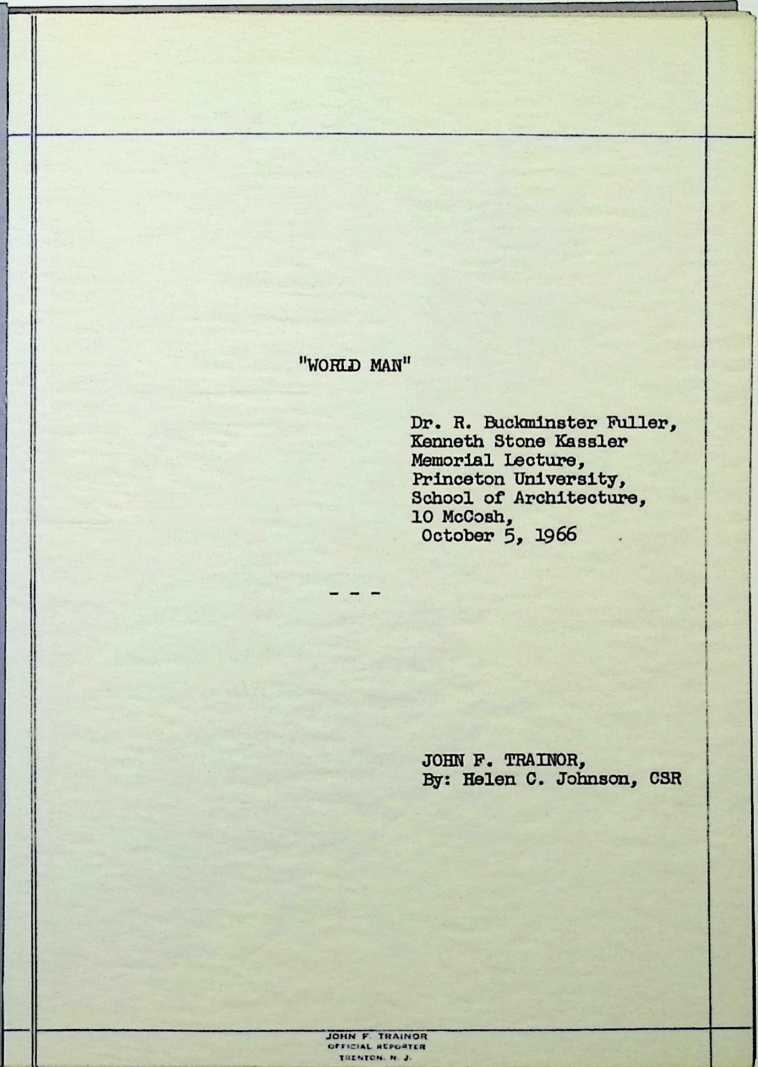 "WORLD MAN"
Dr. R. Buckminster Fuller,
Kenneth Stone Kassler
Memorial Lecture,
Princeton University,
School of Architecture,
10 McCosh,
October 5, 1966
- - -
JOHN F. TRAINOR,
By: Helen C. Johnson, CSR
JOHN F. TRAINOR
OFFICIAL REPORTER
TRENTON, N. J.